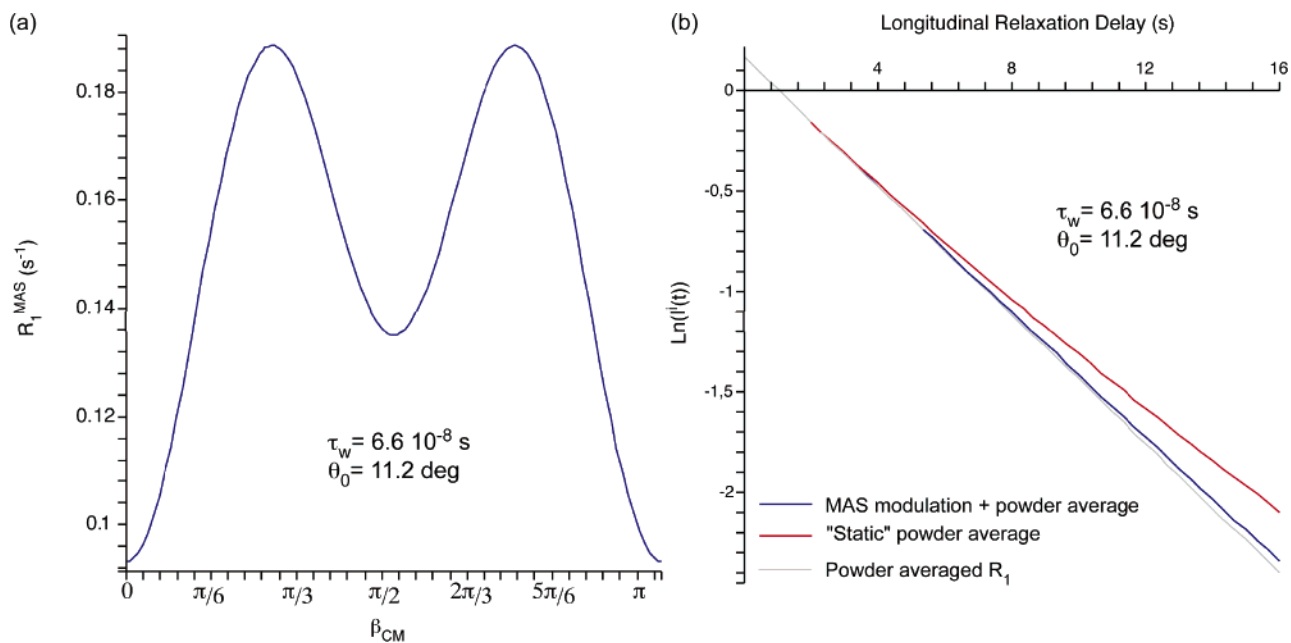 (a)
0.18
0.16
0.14
0.12
0.1
R₁ᴹᴬˢ (s⁻¹)
τw = 6.6 10⁻⁸ s
θ₀= 11.2 deg
0 π/6 π/3 π/2 2π/3 5π/6 π
βCM
(b)
Longitudinal Relaxation Delay (s)
4 8 12 16
0
-0,5
-1
-1,5
-2
Ln(Iⁱ(t))
τw = 6.6 10⁻⁸ s
θ₀= 11.2 deg
MAS modulation + powder average
"Static" powder average
Powder averaged R₁